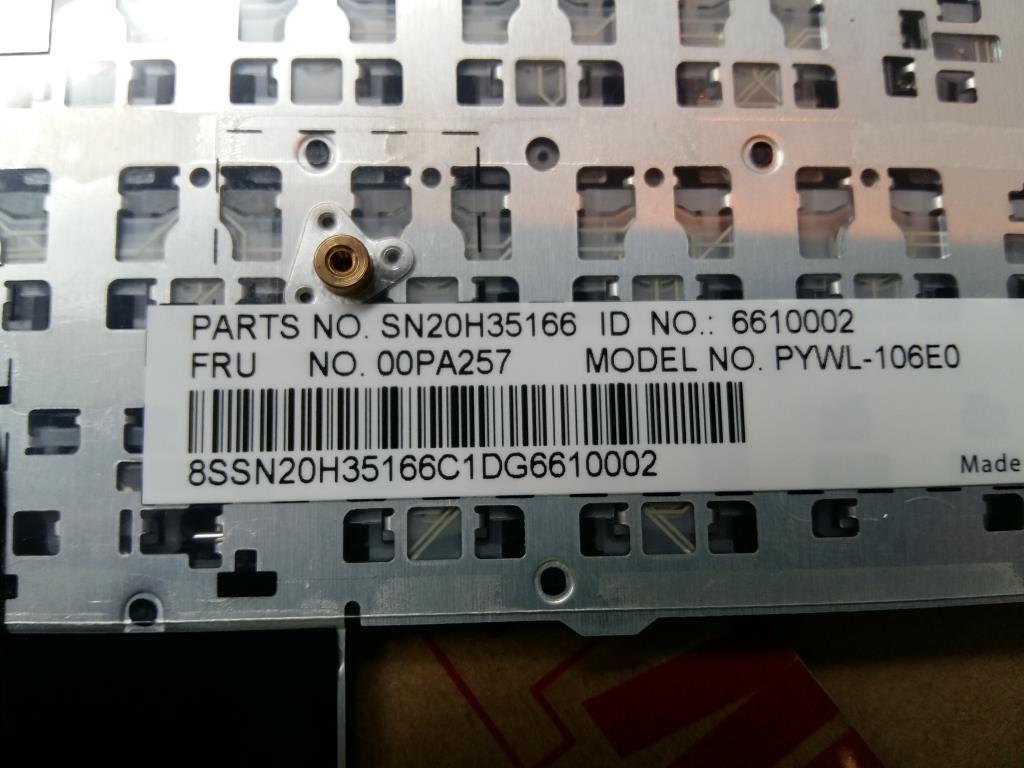 PARTS NO. SN20H35166 ID NO.: 6610002
FRU NO. 00PA257 MODEL NO. PYWL-106E0
8SSN20H35166C1DG6610002
Made